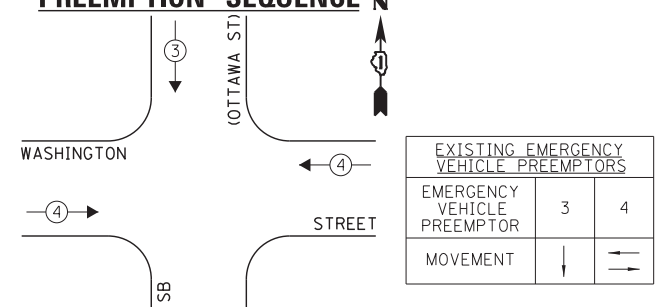 PREEMPTION SEQUENCE
N
3
(OTTAWA ST)
WASHINGTON
4
4
STREET
SB
EXISTING EMERGENCY
VEHICLE PREEMPTORS
EMERGENCY
VEHICLE
PREEMPTOR
3
4
MOVEMENT